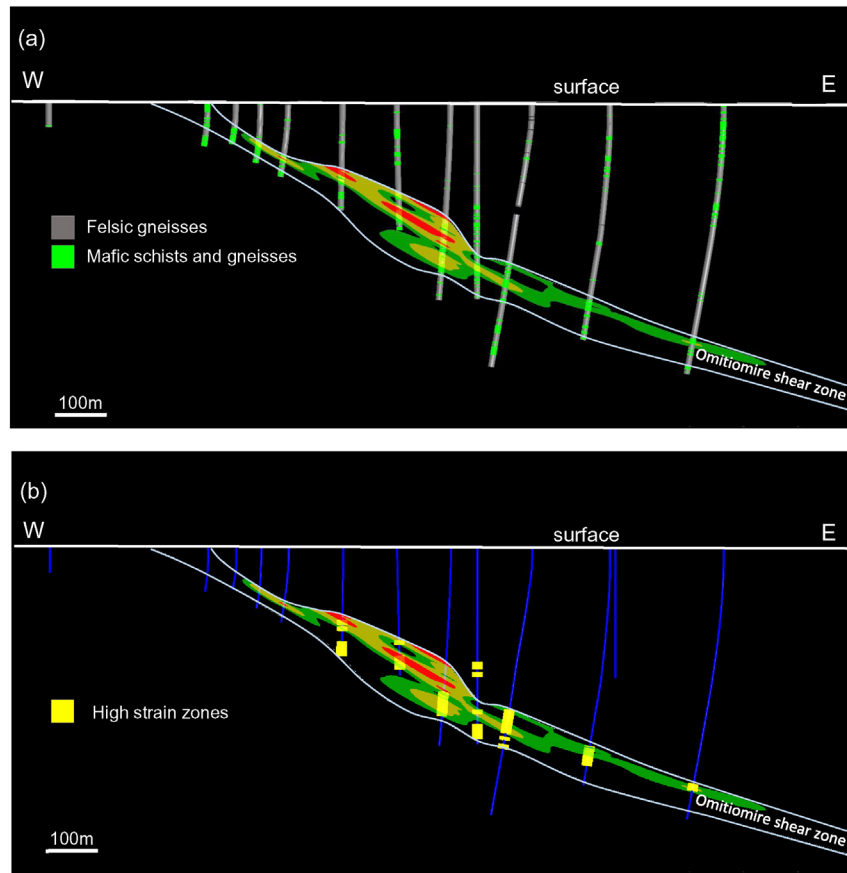 (a)
W
surface
E
Felsic gneisses
Mafic schists and gneisses
Omitiomire shear zone
100m
(b)
W
surface
E
High strain zones
Omitiomire shear zone
100m